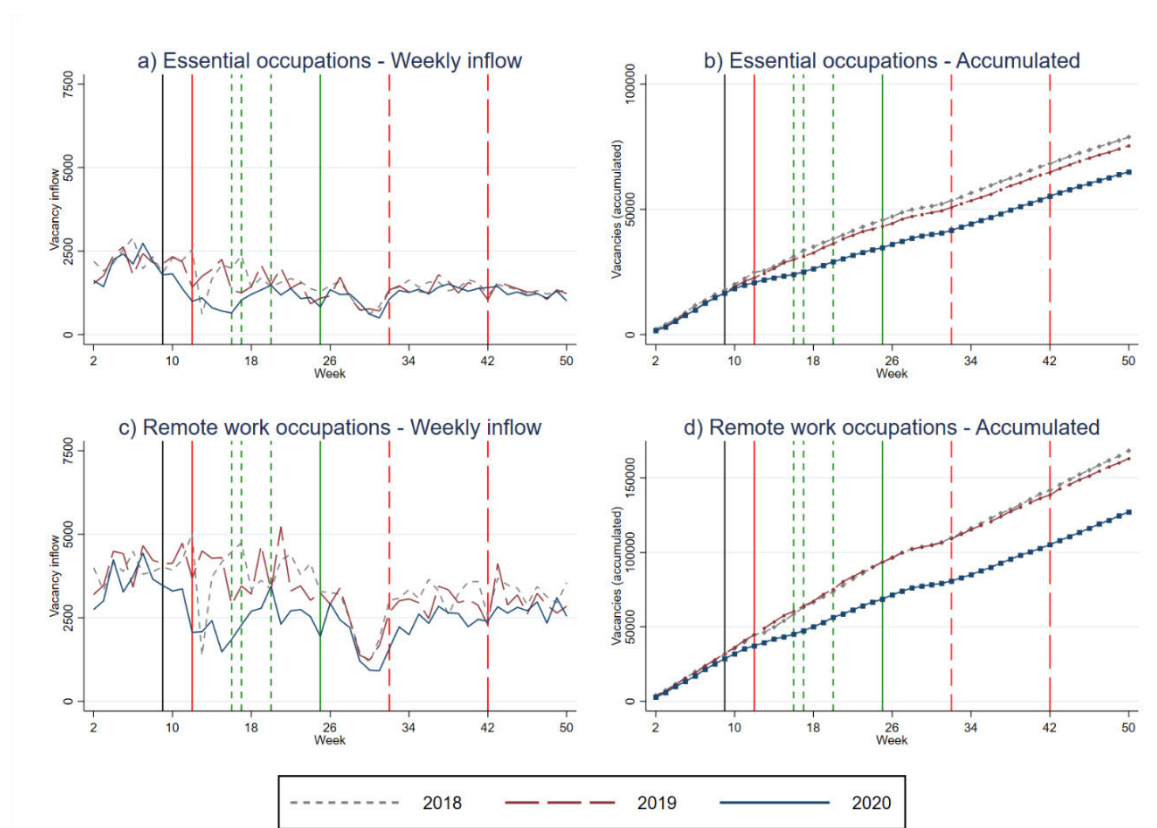 a) Essential occupations - Weekly inflow
Vacancy inflow
7500
5000
2500
0
2 10 18 26 34 42 50
Week
b) Essential occupations - Accumulated
Vacancies (accumulated)
100000
50000
0
2 10 18 26 34 42 50
Week
c) Remote work occupations - Weekly inflow
Vacancy inflow
7500
5000
2500
0
2 10 18 26 34 42 50
Week
d) Remote work occupations - Accumulated
Vacancies (accumulated)
150000
100000
50000
0
2 10 18 26 34 42 50
Week
2018 2019 2020